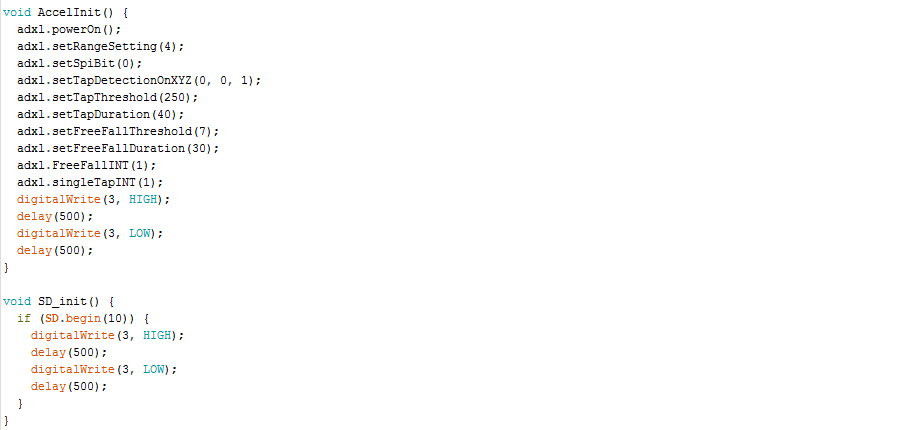 void AccelInit() {
  adxl.powerOn();
  adxl.setRangeSetting(4);
  adxl.setSpiBit(0);
  adxl.setTapDetectionOnXYZ(0, 0, 1);
  adxl.setTapThreshold(250);
  adxl.setTapDuration(40);
  adxl.setFreeFallThreshold(7);
  adxl.setFreeFallDuration(30);
  adxl.FreeFallINT(1);
  adxl.singleTapINT(1);
  digitalWrite(3, HIGH);
  delay(500);
  digitalWrite(3, LOW);
  delay(500);
}

void SD_init() {
  if (SD.begin(10)) {
    digitalWrite(3, HIGH);
    delay(500);
    digitalWrite(3, LOW);
    delay(500);
  }
}